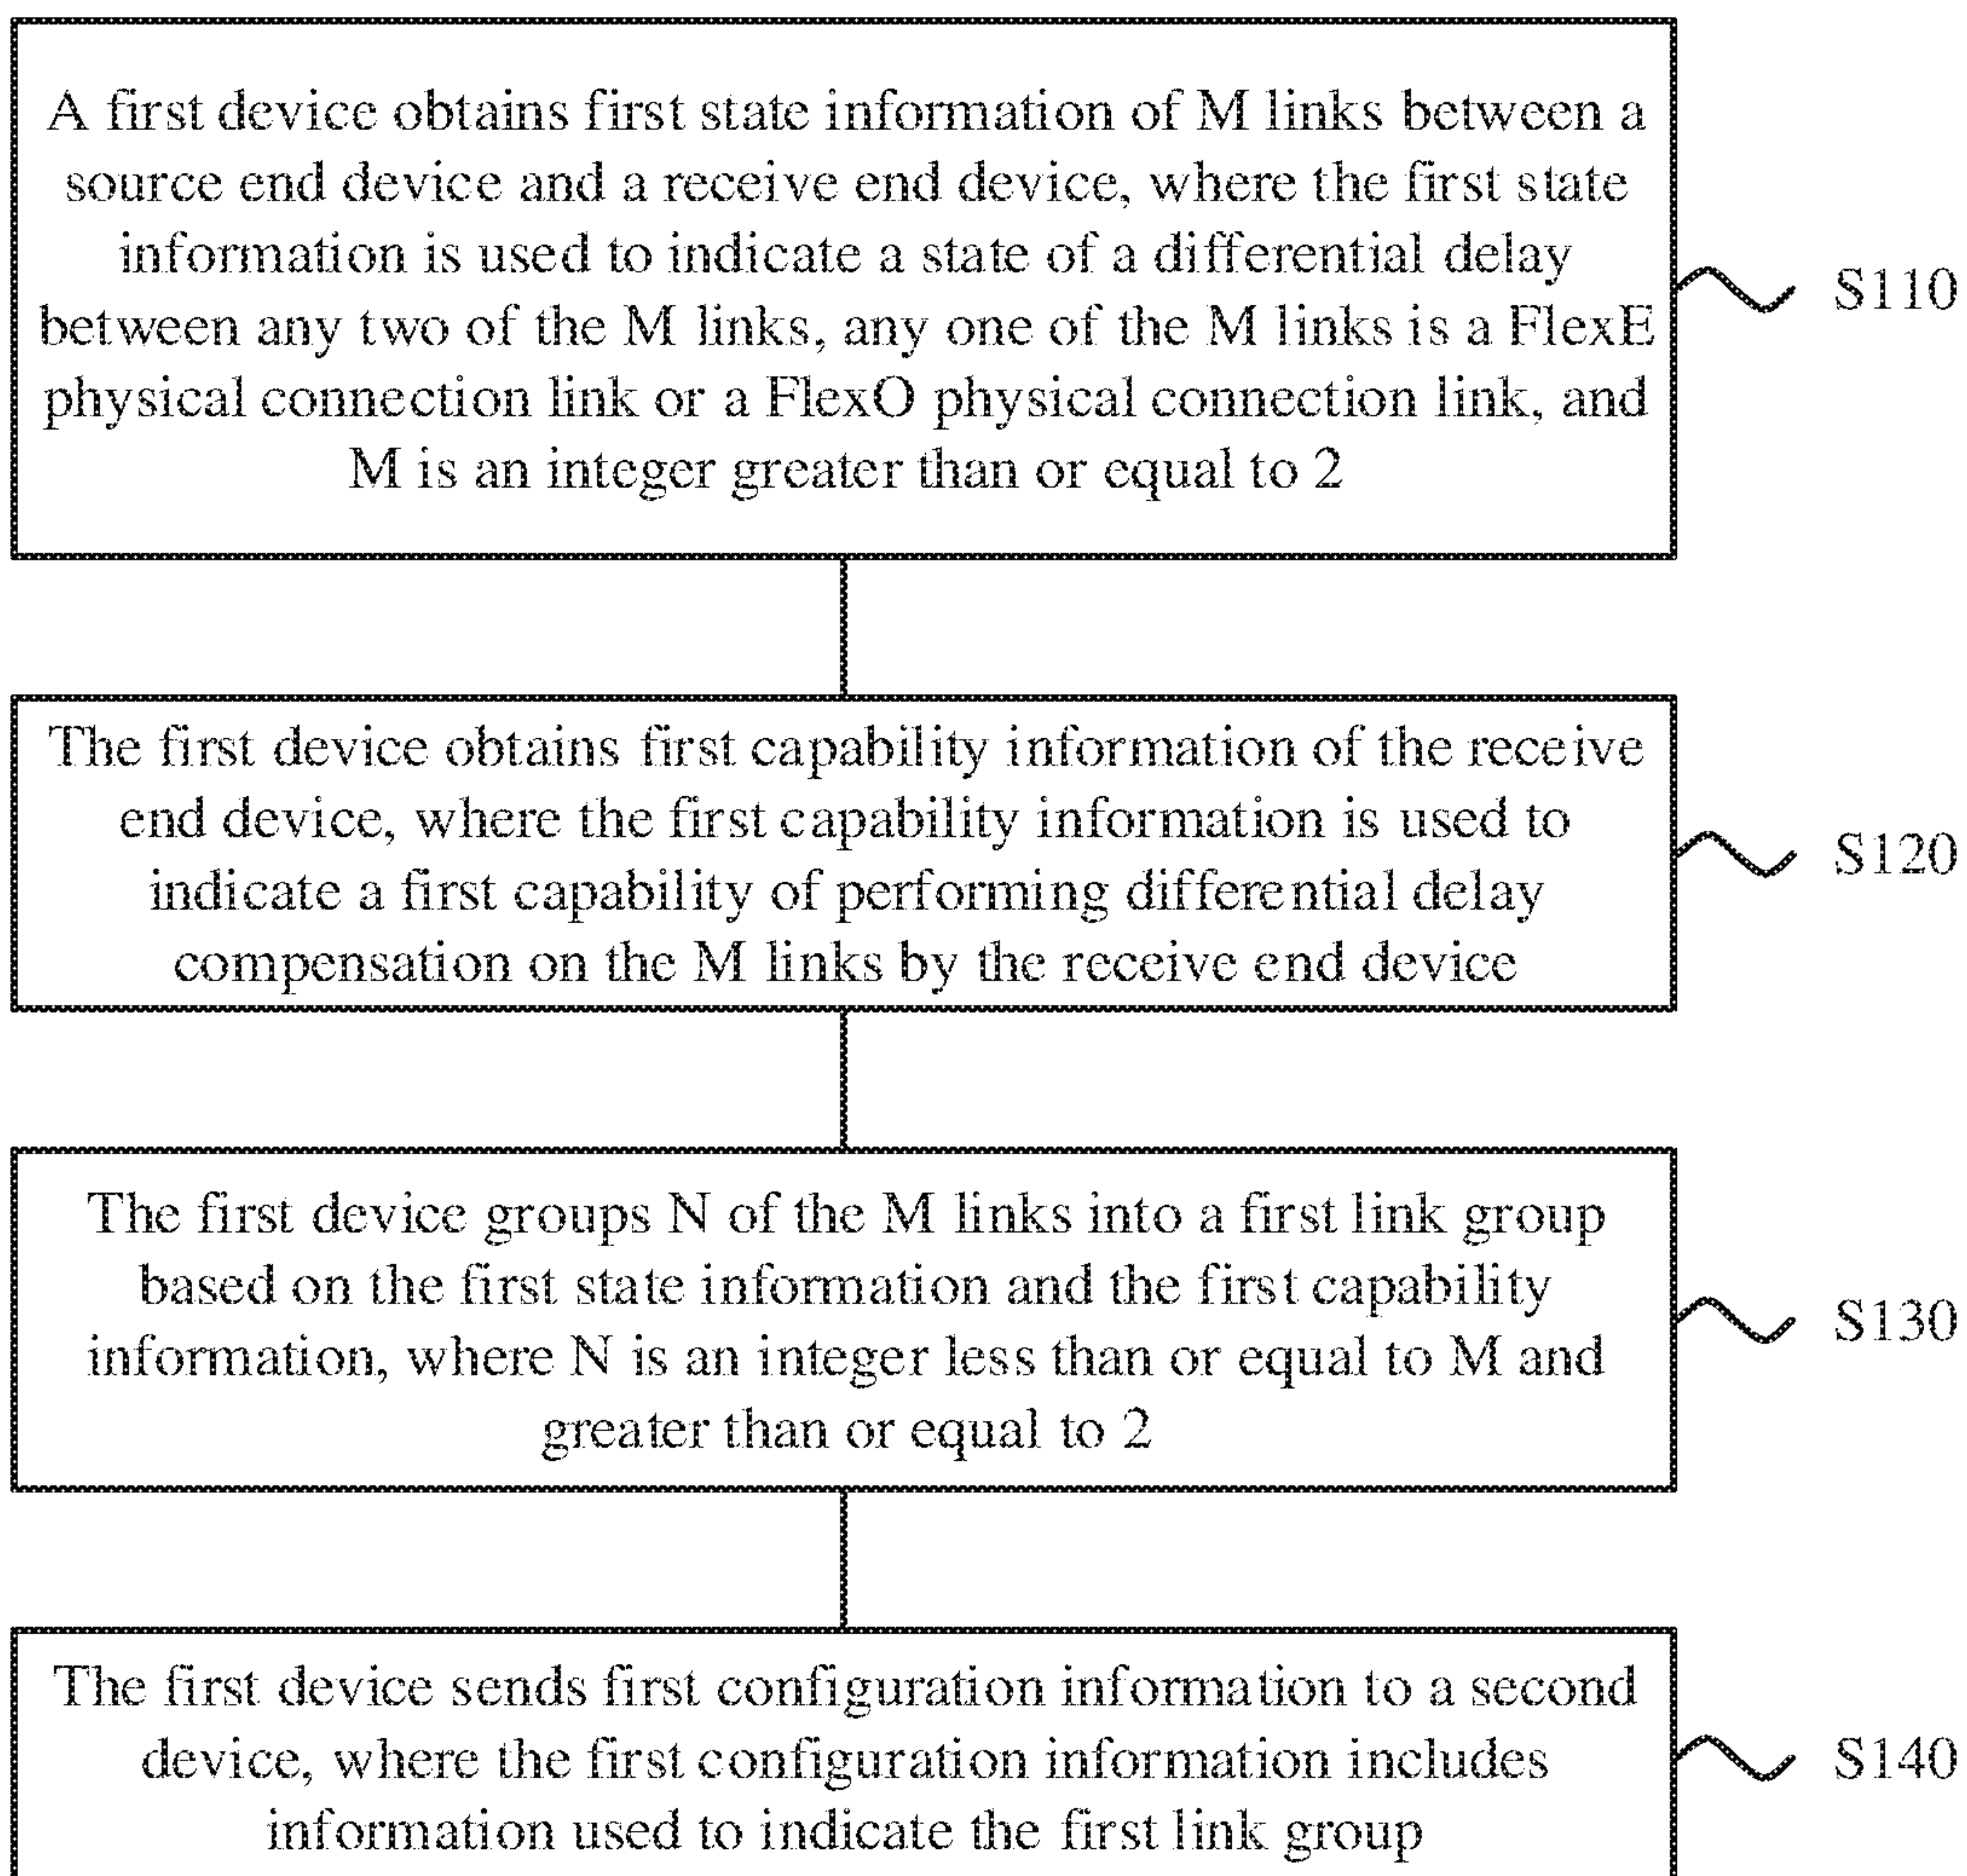 A first device obtains first state information of M links between a
source end device and a receive end device, where the first state
information is used to indicate a state of a differential delay
between any two of the M links, any one of the M links is a FlexE
physical connection link or a FlexO physical connection link, and
M is an integer greater than or equal to 2
S110
The first device obtains first capability information of the receive
end device, where the first capability information is used to
indicate a first capability of performing differential delay
compensation on the M links by the receive end device
S120
The first device groups N of the M links into a first link group
based on the first state information and the first capability
information, where N is an integer less than or equal to M and
greater than or equal to 2
S130
The first device sends first configuration information to a second
device, where the first configuration information includes
information used to indicate the first link group
S140